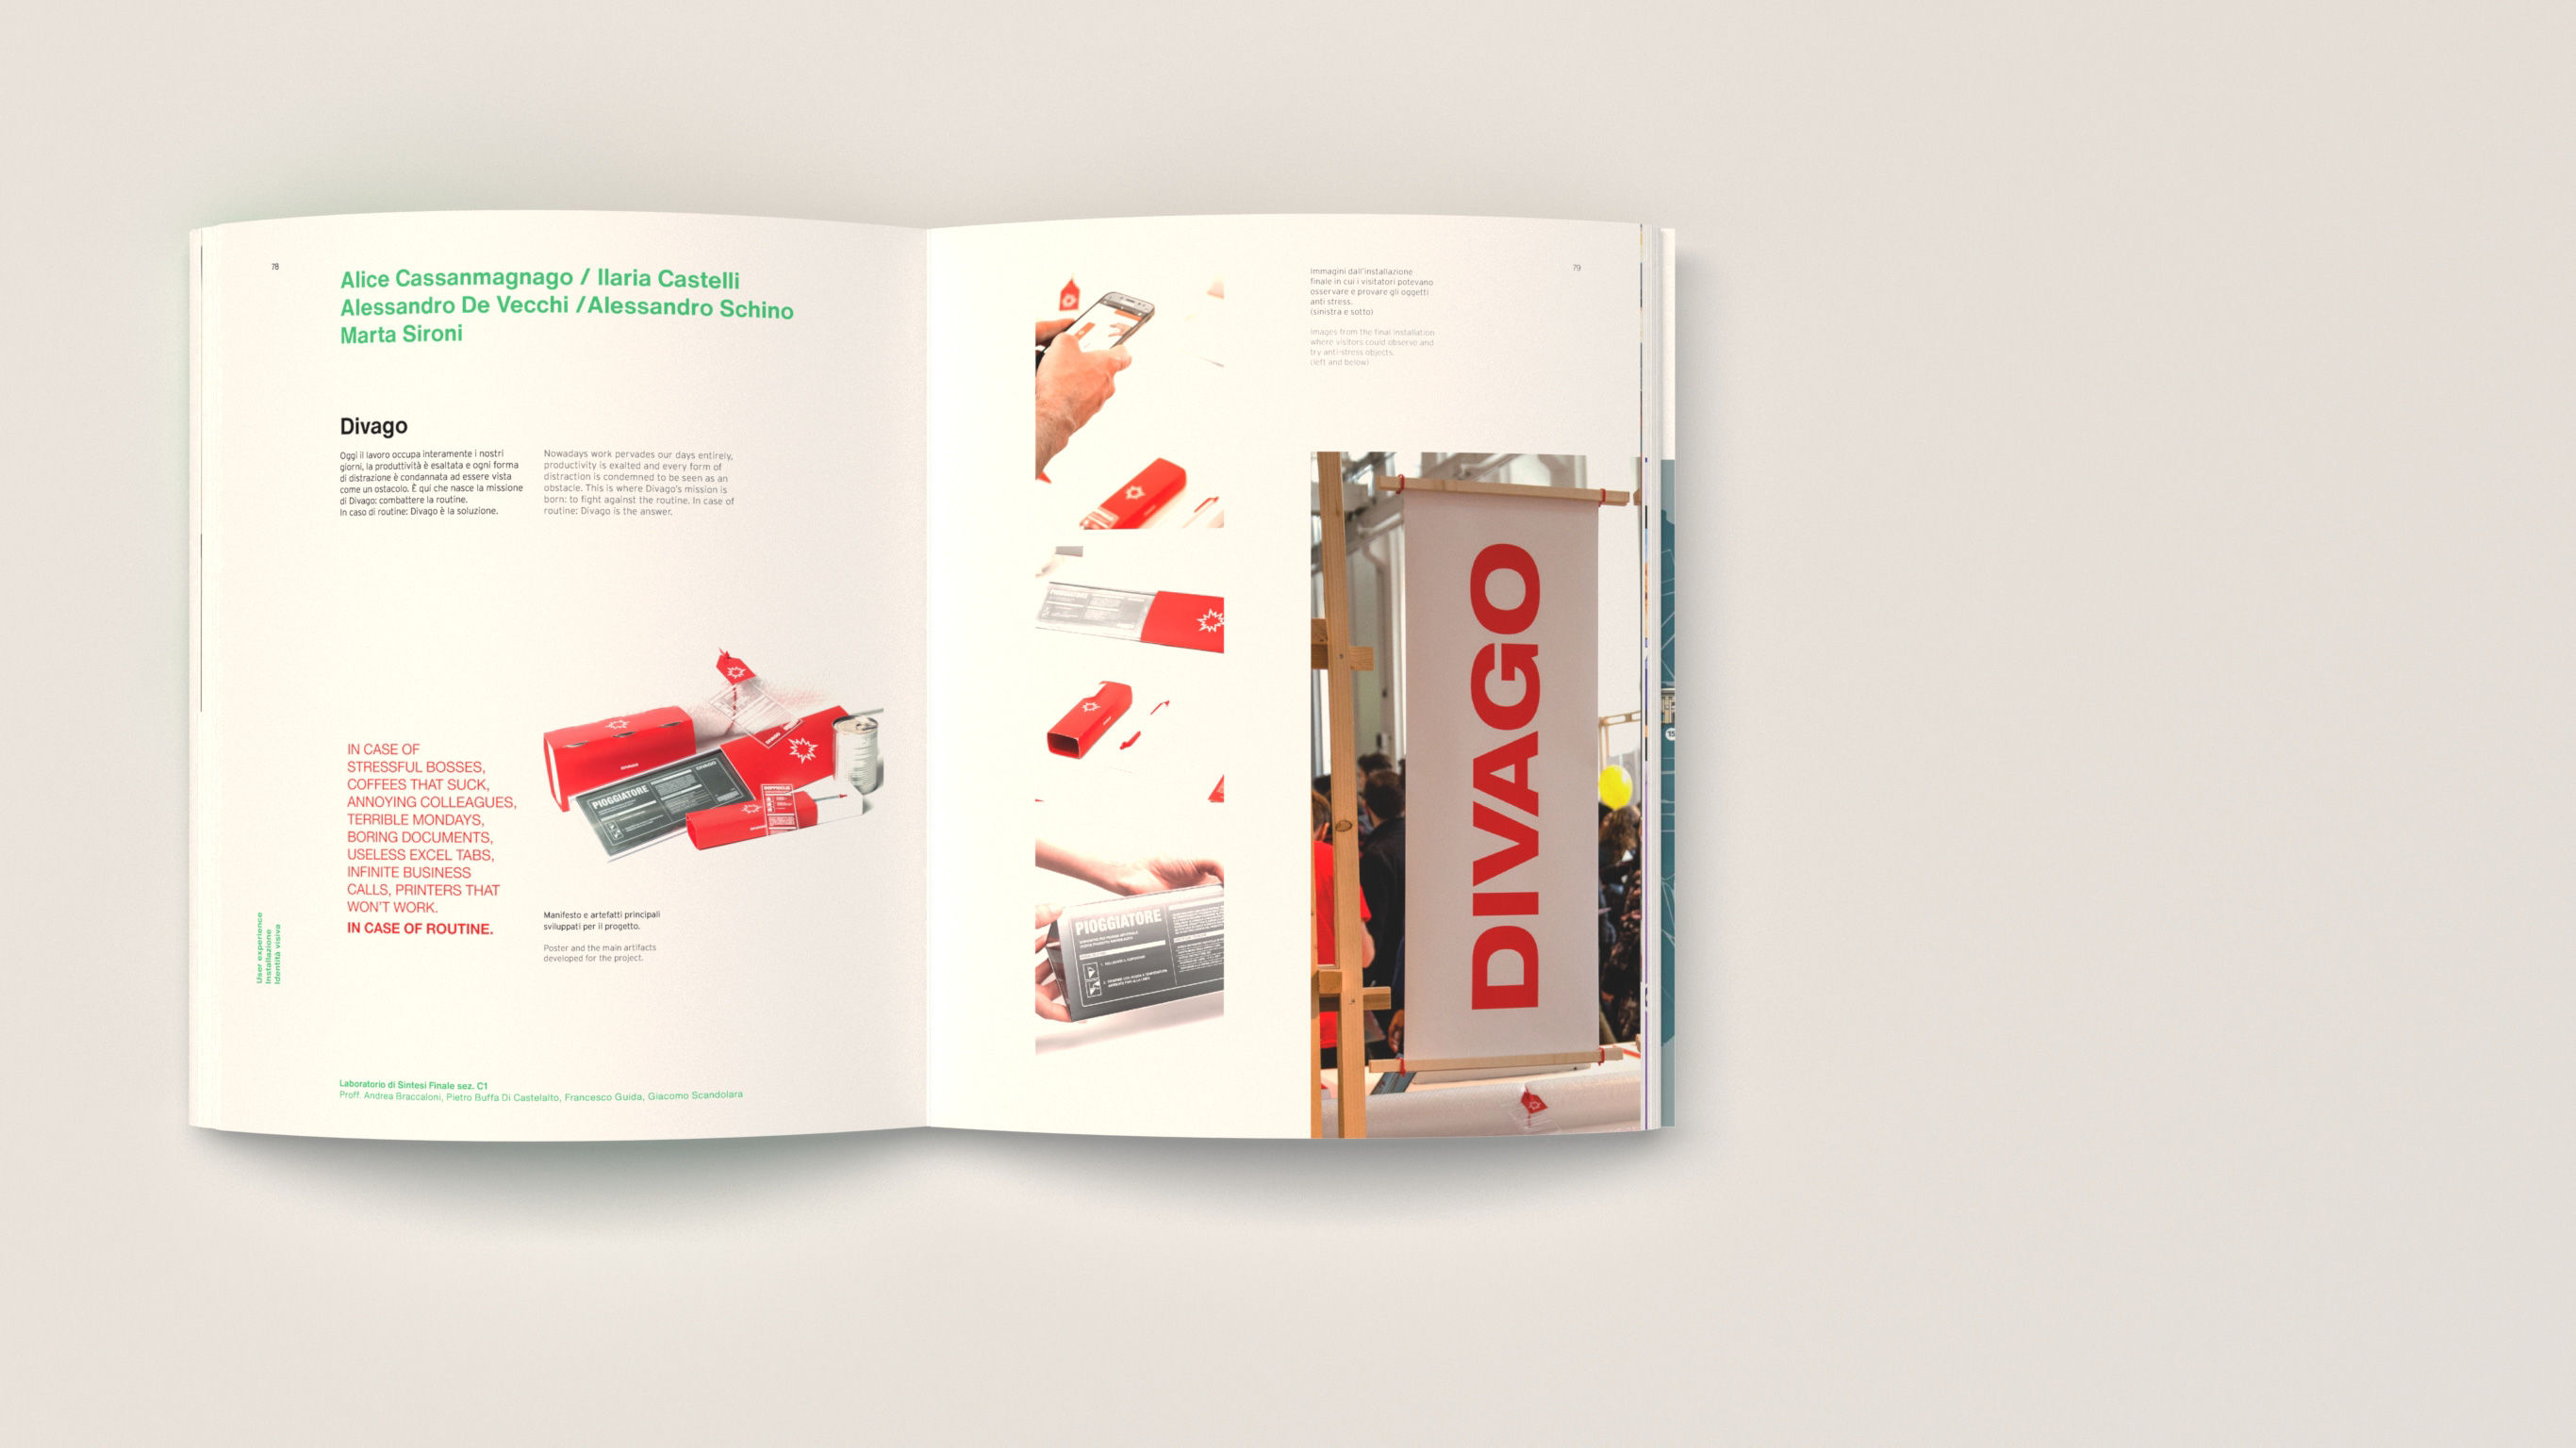 78
Alice Cassanmagnago / Ilaria Castelli
Alessandro De Vecchi /Alessandro Schino
Marta Sironi
Divago
Oggi il lavoro occupa interamente i nostri
giorni, la produttività è esaltata e ogni forma
di distrazione è condannata ad essere vista
come un ostacolo. È qui che nasce la missione
di Divago: combattere la routine.
In caso di routine: Divago è la soluzione.
Nowadays work pervades our days entirely,
productivity is exalted and every form of
distraction is condemned to be seen as an
obstacle. This is where Divago's mission is
born: to fight against the routine. In case of
routine: Divago is the answer.
IN CASE OF
STRESSFUL BOSSES,
COFFEES THAT SUCK,
ANNOYING COLLEAGUES,
TERRIBLE MONDAYS,
BORING DOCUMENTS,
USELESS EXCEL TABS,
INFINITE BUSINESS
CALLS, PRINTERS THAT
WON'T WORK.
IN CASE OF ROUTINE.
PIOGGIATORE
Manifesto e artefatti principali
sviluppati per il progetto.
Poster and the main artifacts
developed for the project.
User experience
Installazione
Identità visiva
Laboratorio di Sintesi Finale sez. C1
Proff. Andrea Braccaloni, Pietro Buffa Di Castelalto, Francesco Guida, Giacomo Scandolara
Immagini dall'installazione
finale in cui i visitatori potevano
osservare e provare gli oggetti
anti stress.
(sinistra e sotto)
Images from the final installation
where visitors could observe and
try anti-stress objects.
(left and below)
79
PIOGGIATORE
DIVAGO
15